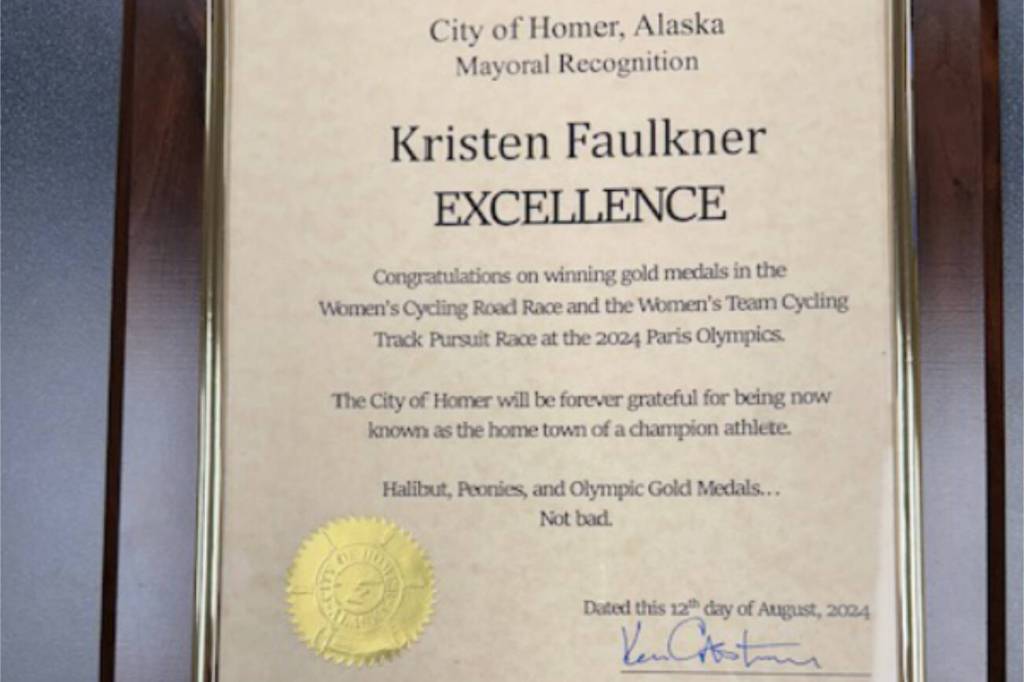 City of Homer, Alaska
Mayoral Recognition
Kristen Faulkner
EXCELLENCE
Congratulations on winning gold medals in the
Women's Cycling Road Race and the Women's Team Cycling
Track Pursuit Race at the 2024 Paris Olympics.
The City of Homer will be forever grateful for being now
known as the home town of a champion athlete.
Halibut, Peonies, and Olympic Gold Medals...
Not bad.
CITY OF HOMER
Dated this 12th day of August, 2024